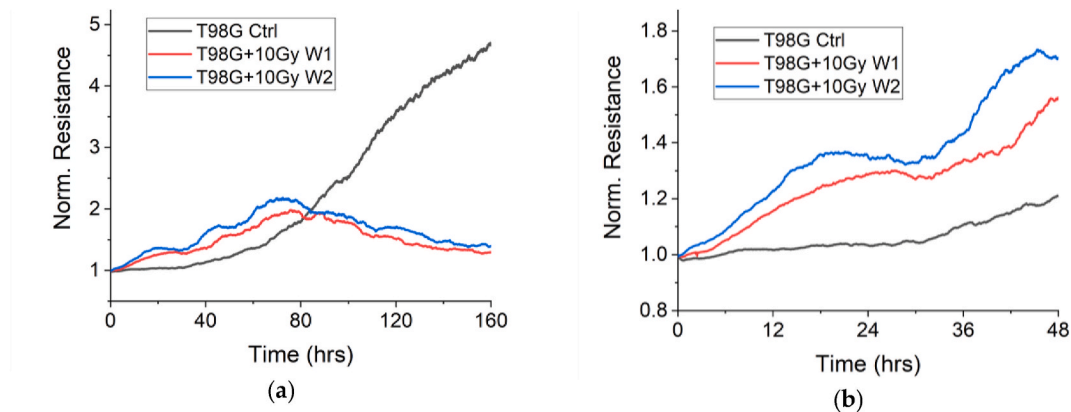 T98G Ctrl
T98G+10Gy W1
T98G+10Gy W2
Norm. Resistance
5
4
3
2
1
0
40
80
120
160
Time (hrs)
(a)
T98G Ctrl
T98G+10Gy W1
T98G+10Gy W2
Norm. Resistance
1.8
1.6
1.4
1.2
1.0
0.8
0
12
24
36
48
Time (hrs)
(b)